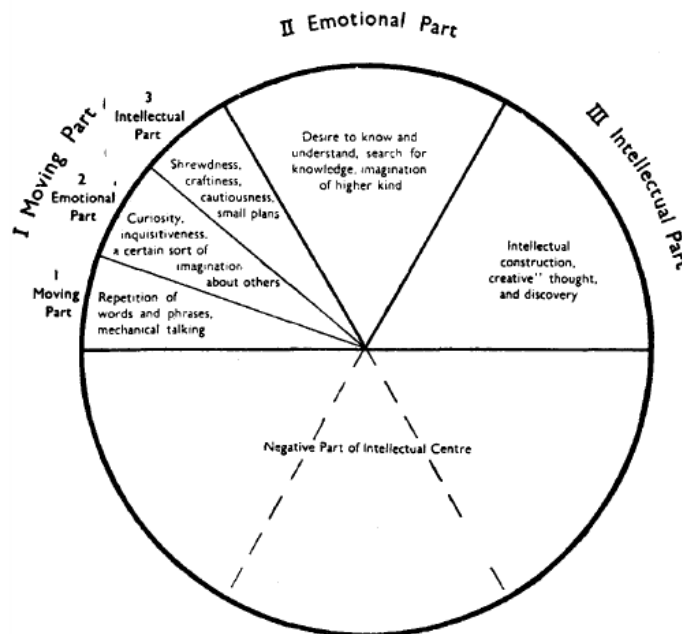 II Emotional Part
I Moving Part
III Intellectual Part
3
Intellectual
Part
2
Emotional
Part
1
Moving
Part
Shrewdness,
craftiness,
cautiousness,
small plans
Curiosity,
inquisitiveness,
a certain sort of
imagination
about others
Repetition of
words and phrases,
mechanical talking
Desire to know and
understand, search for
knowledge, imagination
of higher kind
Intellectual
construction,
creative" thought,
and discovery
Negative Part of Intellectual Centre